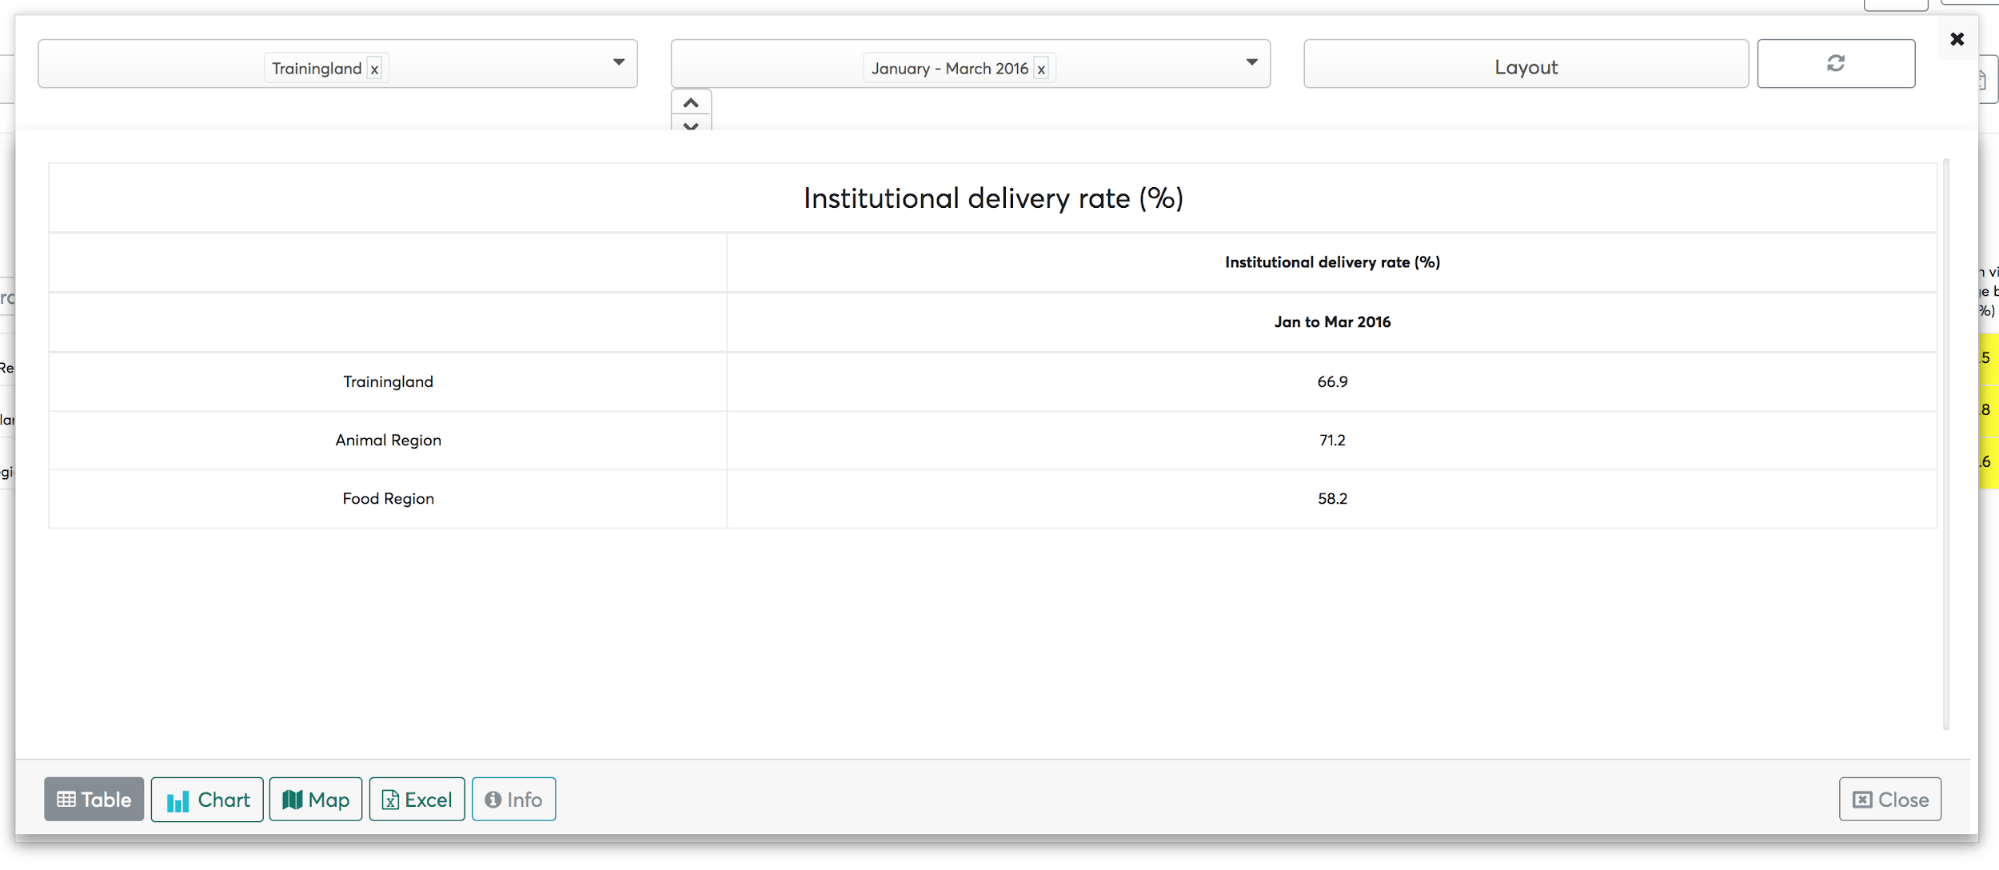 Trainingland x
January - March 2016 x
Layout
Institutional delivery rate (%)
Institutional delivery rate (%)
Jan to Mar 2016
Trainingland 66.9
Animal Region 71.2
Food Region 58.2
Table Chart Map Excel Info Close